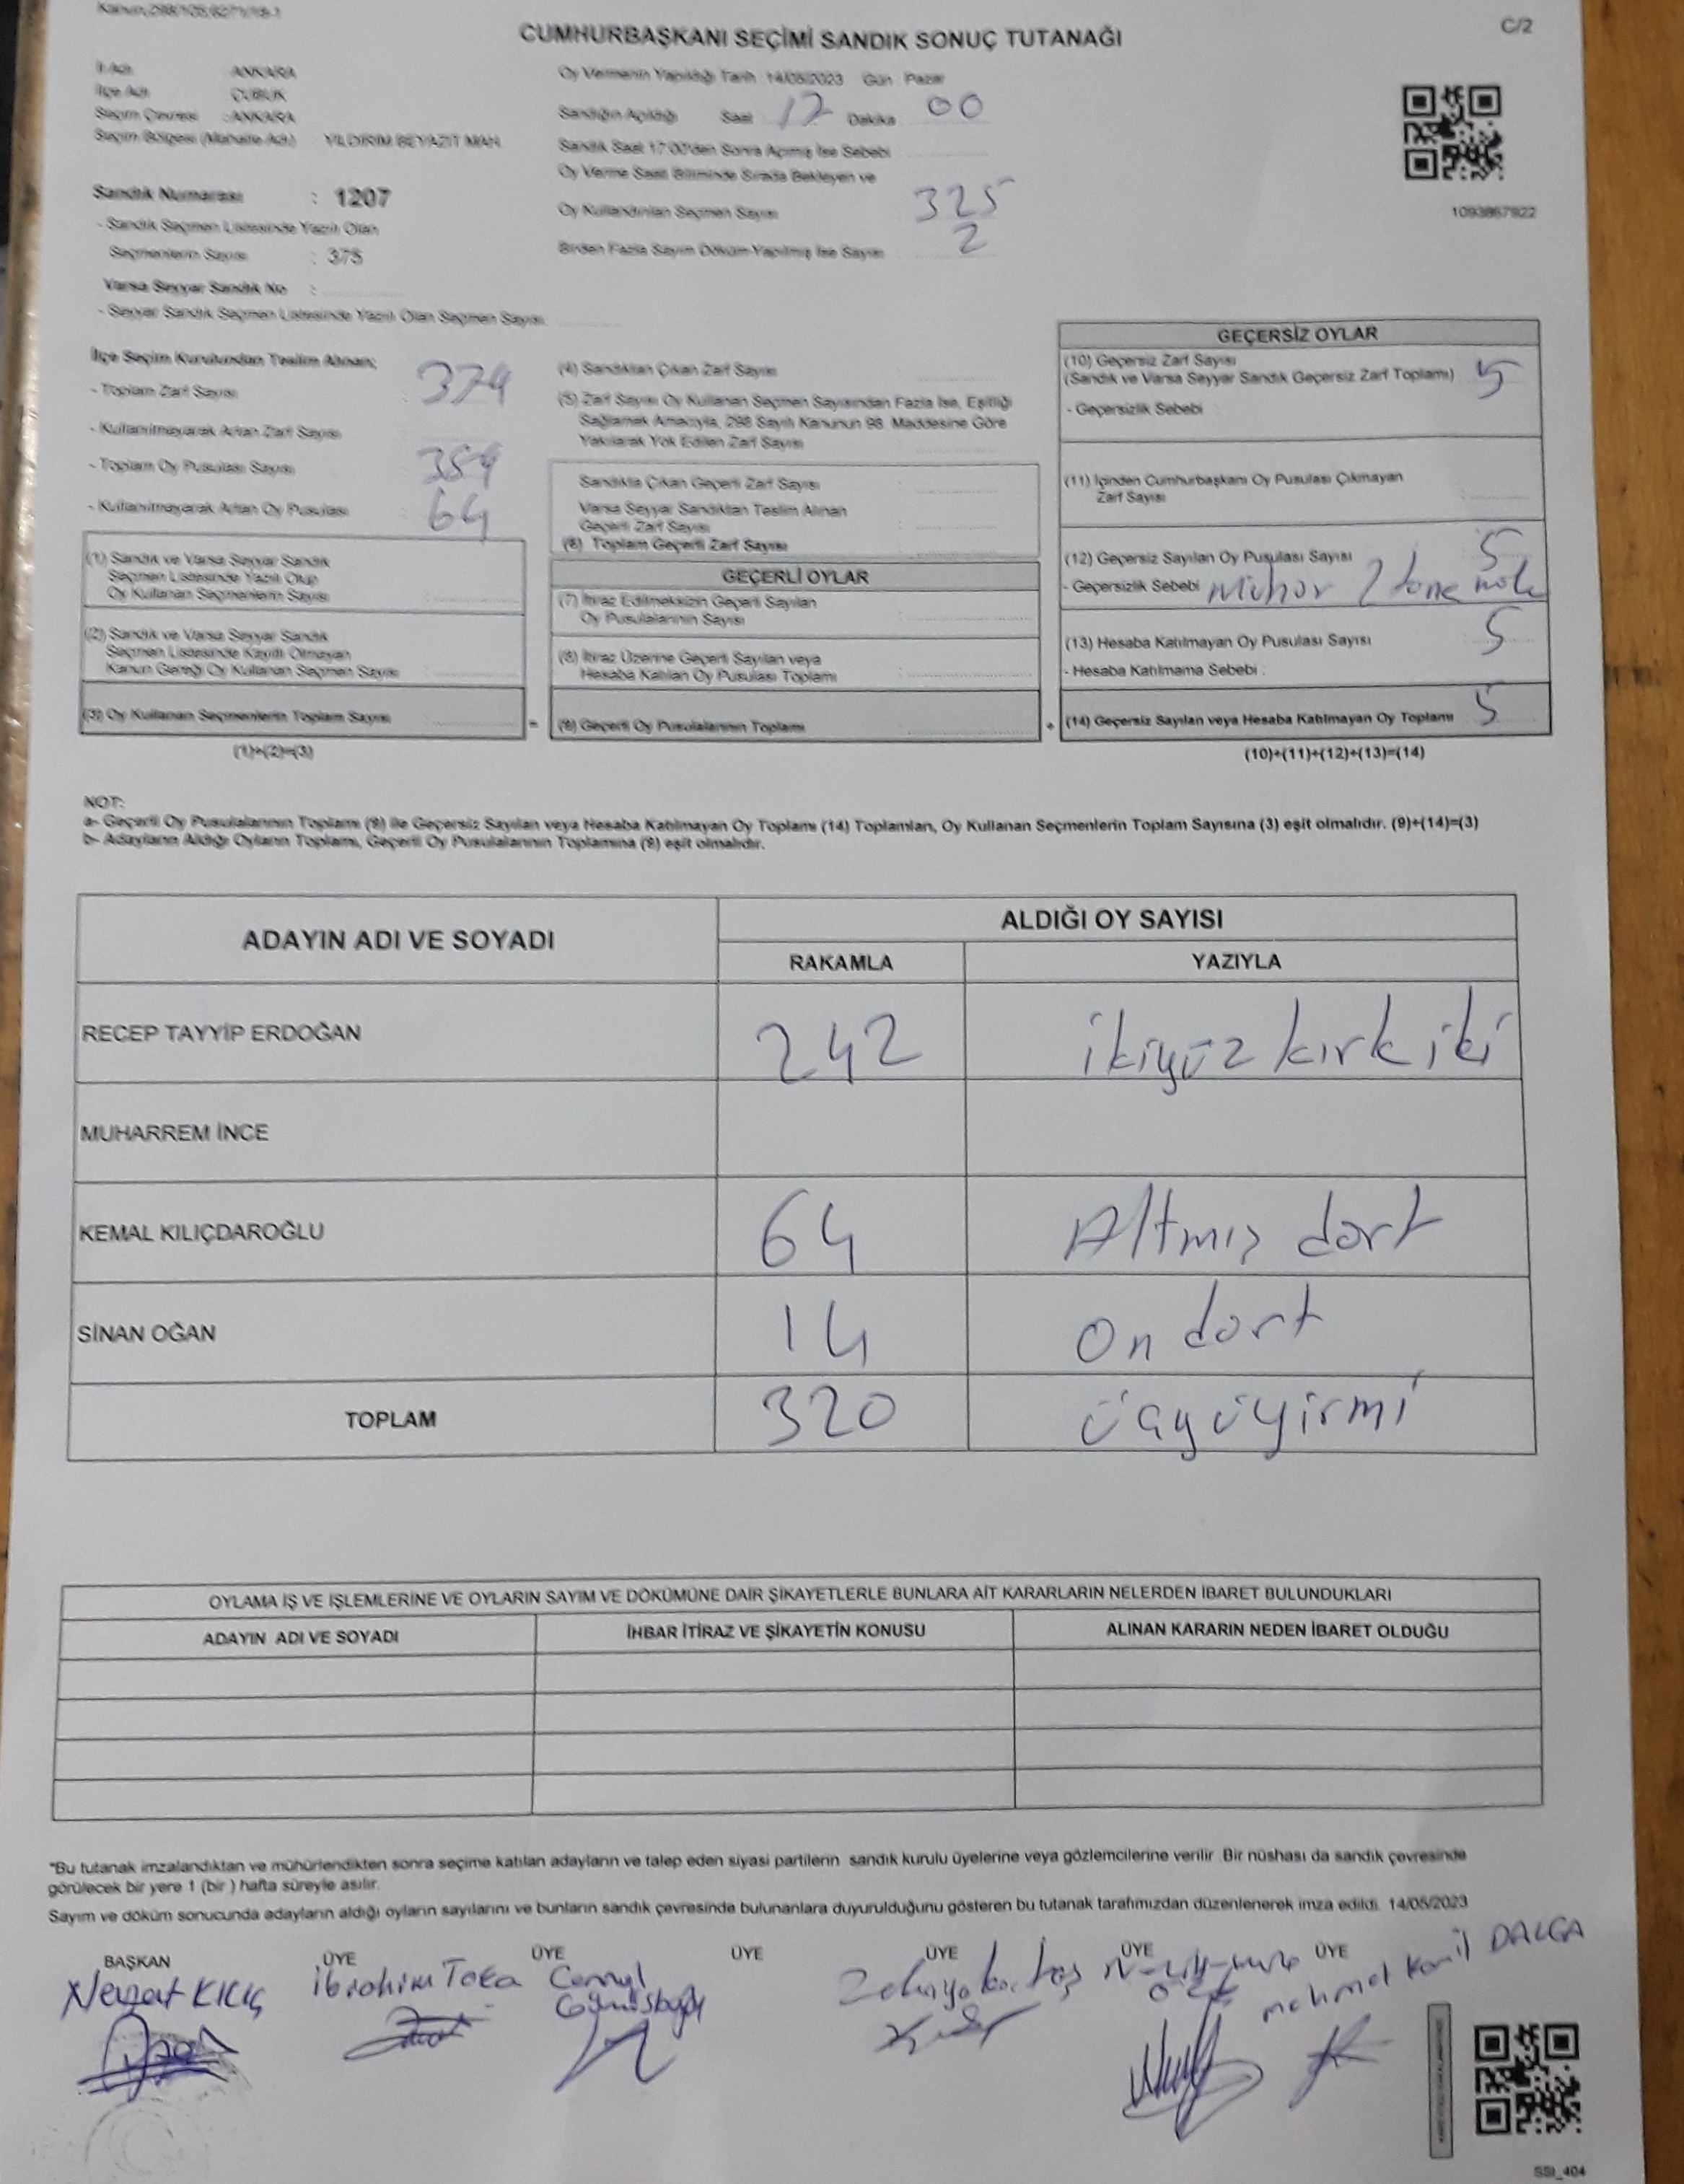 C/2
CUMHURBAŞKANI SEÇİMİ SANDIK SONUÇ TUTANAĞI
İl Adı : ANKARA
İlçe Adı : ÇUBUK
Seçim Çevresi : ANKARA
Seçim Bölgesi (Mahalle Adı) YILDIRIM BEYAZIT MAH.
Sandık Numarası : 1207
- Sandık Seçmen Listesinde Yazılı Olan
Seçmenlerin Sayısı : 375
Varsa Seyyar Sandık No :
- Seyyar Sandık Seçmen Listesinde Yazılı Olan Seçmen Sayısı
Oy Vermenin Yapıldığı Tarih 14/05/2023 Gün Pazar
Sandığın Açıldığı Saat 17 Dakika 00
Sandık Saat 17:00'den Sonra Açımış İse Sebebi
Oy Verme Saati Bitiminde Sırada Bekleyen ve
Oy Kullandırılan Seçmen Sayısı 325
Birden Fazla Sayım Döküm Yapılmış İse Sayısı 2
1093867922
İlçe Seçim Kurulundan Teslim Alınan;
- Toplam Zarf Sayısı 374
- Kullanılmayarak Artan Zarf Sayısı
- Toplam Oy Pusulası Sayısı
- Kullanılmayarak Artan Oy Pusulası 64
(1) Sandık ve Varsa Seyyar Sandık
Seçmen Listesinde Yazılı Olup
Oy Kullanan Seçmenlerin Sayısı
(2) Sandık ve Varsa Seyyar Sandık
Seçmen Listesinde Kayıtlı Olmayan
Kanun Gereği Oy Kullanan Seçmen Sayısı
(3) Oy Kullanan Seçmenlerin Toplam Sayısı
(1)+(2)=(3)
(4) Sandıktan Çıkan Zarf Sayısı
(5) Zarf Sayısı Oy Kullanan Seçmen Sayısından Fazla İse, Eşitliği
Sağlamak Amacıyla, 298 Sayılı Kanunun 98. Maddesine Göre
Yakılarak Yok Edilen Zarf Sayısı
Sandıkta Çıkan Geçerli Zarf Sayısı
Varsa Seyyar Sandıktan Teslim Alınan
Geçerli Zarf Sayısı
(6) Toplam Geçerli Zarf Sayısı
GEÇERLİ OYLAR
(7) İtiraz Edilmeksizin Geçerli Sayılan
Oy Pusulalarının Sayısı
(8) İtiraz Üzerine Geçerli Sayılan veya
Hesaba Katılan Oy Pusulası Toplamı
(9) Geçerli Oy Pusulalarının Toplamı
GEÇERSİZ OYLAR
(10) Geçersiz Zarf Sayısı
(Sandık ve Varsa Seyyar Sandık Geçersiz Zarf Toplamı) 5
- Geçersizlik Sebebi
(11) İçinden Cumhurbaşkanı Oy Pusulası Çıkmayan
Zarf Sayısı
(12) Geçersiz Sayılan Oy Pusulası Sayısı 5
- Geçersizlik Sebebi 2 tane
(13) Hesaba Katılmayan Oy Pusulası Sayısı 5
- Hesaba Katılmama Sebebi :
(14) Geçersiz Sayılan veya Hesaba Katılmayan Oy Toplamı 5
(10)+(11)+(12)+(13)=(14)
NOT:
a- Geçerli Oy Pusulalarının Toplamı (9) ile Geçersiz Sayılan veya Hesaba Katılmayan Oy Toplamı (14) Toplamları, Oy Kullanan Seçmenlerin Toplam Sayısına (3) eşit olmalıdır. (9)+(14)=(3)
b- Adayların Aldığı Oyların Toplamı, Geçerli Oy Pusulalarının Toplamına (9) eşit olmalıdır.
ADAYIN ADI VE SOYADI ALDIĞI OY SAYISI
RAKAMLA YAZIYLA
RECEP TAYYİP ERDOĞAN 242 ikiyüz kırk iki
MUHARREM İNCE
KEMAL KILIÇDAROĞLU 64 Altmış dort
SİNAN OĞAN 14 On dort
TOPLAM 320 üçyüyirmi
OYLAMA İŞ VE İŞLEMLERİNE VE OYLARIN SAYIM VE DÖKÜMÜNE DAİR ŞİKAYETLERLE BUNLARA AİT KARARLARIN NELERDEN İBARET BULUNDUKLARI
ADAYIN ADI VE SOYADI İHBAR İTİRAZ VE ŞİKAYETİN KONUSU ALINAN KARARIN NEDEN İBARET OLDUĞU
"Bu tutanak imzalandıktan ve mühürlendikten sonra seçime katılan adayların ve talep eden siyasi partilerin sandık kurulu üyelerine veya gözlemcilerine verilir. Bir nüshası da sandık çevresinde
görülecek bir yere 1 (bir ) hafta süreyle asılır.
Sayım ve döküm sonucunda adayların aldığı oyların sayılarını ve bunların sandık çevresinde bulunanlara duyurulduğunu gösteren bu tutanak tarafımızdan düzenlenerek imza edildi. 14/05/2023
BAŞKAN ÜYE ÜYE ÜYE ÜYE ÜYE ÜYE
Nevzat KILIÇ İbrahim Toka Cemyl mehmet Kamil DALGA
SSI_404